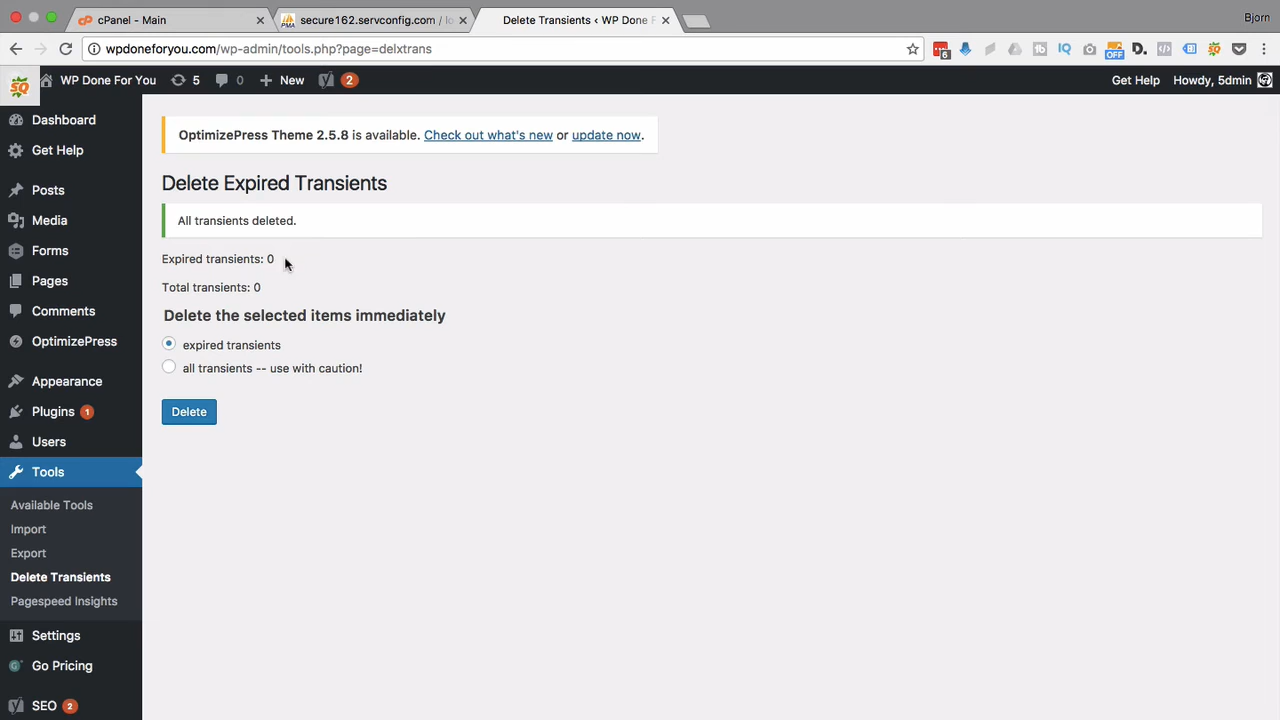 cPanel - Main
secure162.servconfig.com / lo
Delete Transients ‹ WP Done F
Bjorn
wpdoneforyou.com/wp-admin/tools.php?page=delxtrans
6
IQ
OFF
D.
SO
WP Done For You
5
0
New
2
Get Help
Howdy, 5dmin
Dashboard
Get Help
Posts
Media
Forms
Pages
Comments
OptimizePress
Appearance
Plugins 1
Users
Tools
Available Tools
Import
Export
Delete Transients
Pagespeed Insights
Settings
Go Pricing
SEO 2
OptimizePress Theme 2.5.8 is available. Check out what's new or update now.
Delete Expired Transients
All transients deleted.
Expired transients: 0
Total transients: 0
Delete the selected items immediately
expired transients
all transients -- use with caution!
Delete